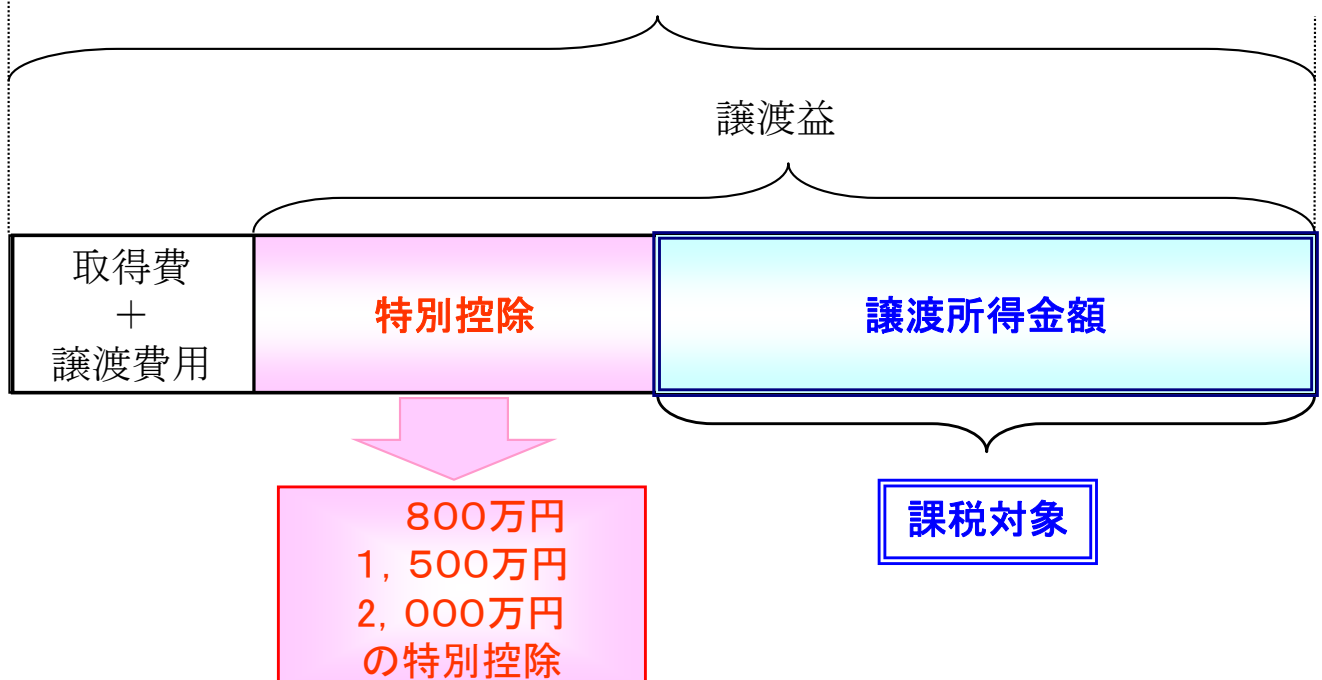 譲渡益
取得費
+
譲渡費用
特別控除
譲渡所得金額
800万円
1,500万円
2,000万円
の特別控除
課税対象